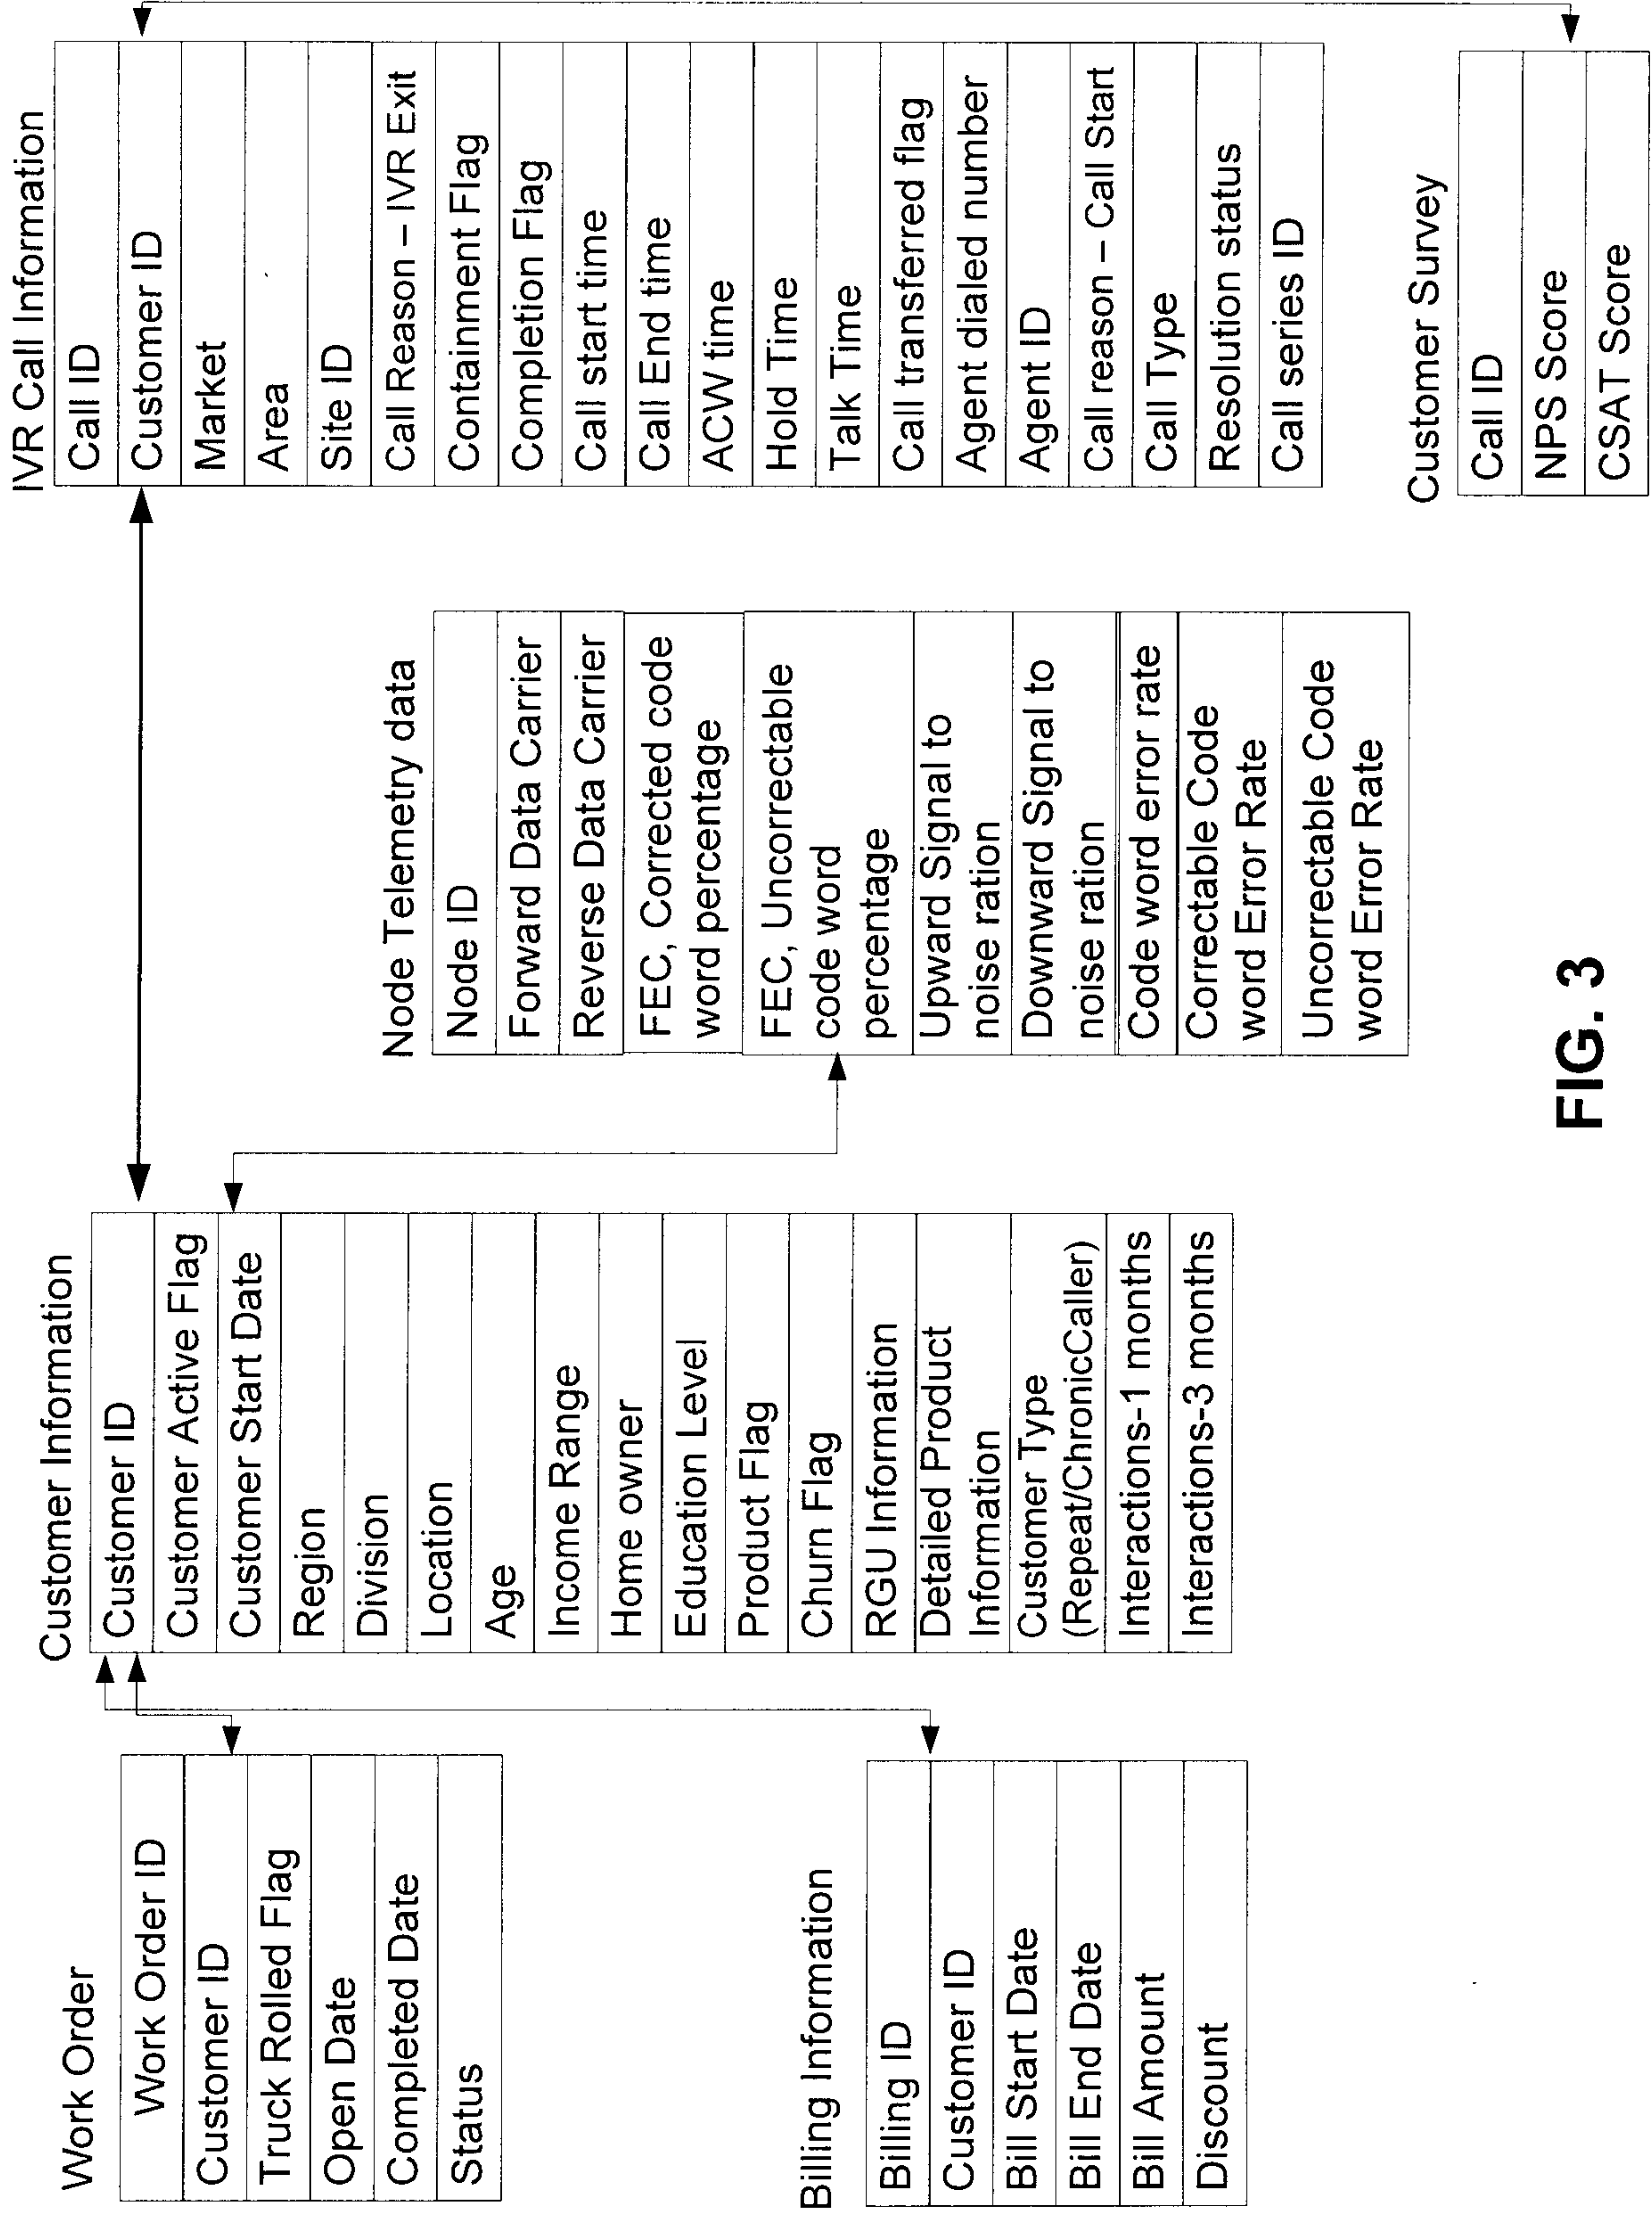 Work Order
Work Order ID
Customer ID
Truck Rolled Flag
Open Date
Completed Date
Status
Billing Information
Billing ID
Customer ID
Bill Start Date
Bill End Date
Bill Amount
Discount
Customer Information
Customer ID
Customer Active Flag
Customer Start Date
Region
Division
Location
Age
Income Range
Home owner
Education Level
Product Flag
Churn Flag
RGU Information
Detailed Product
Information
Customer Type
(Repeat/ChronicCaller)
Interactions-1 months
Interactions-3 months
Node Telemetry data
Node ID
Forward Data Carrier
Reverse Data Carrier
FEC, Corrected code
word percentage
FEC, Uncorrectable
code word
percentage
Upward Signal to
noise ration
Downward Signal to
noise ration
Code word error rate
Correctable Code
word Error Rate
Uncorrectable Code
word Error Rate
IVR Call Information
Call ID
Customer ID
Market
Area
Site ID
Call Reason – IVR Exit
Containment Flag
Completion Flag
Call start time
Call End time
ACW time
Hold Time
Talk Time
Call transferred flag
Agent dialed number
Agent ID
Call reason – Call Start
Call Type
Resolution status
Call series ID
Customer Survey
Call ID
NPS Score
CSAT Score
FIG. 3